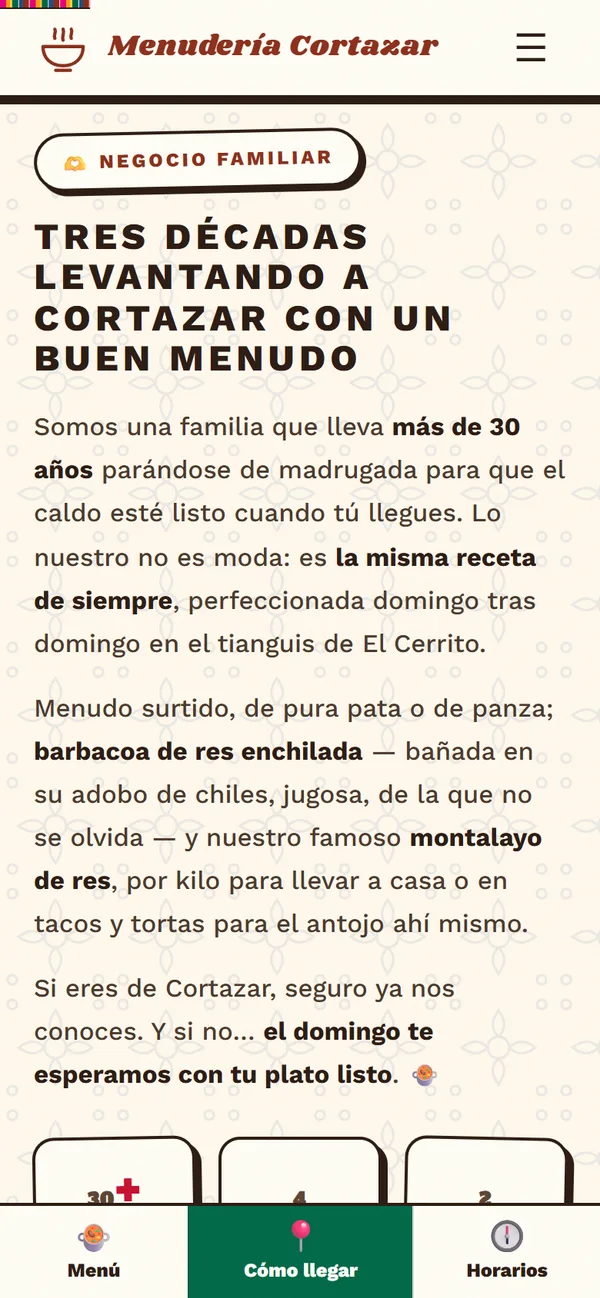 Menudería Cortazar
NEGOCIO FAMILIAR
TRES DÉCADAS
LEVANTANDO A
CORTAZAR CON UN
BUEN MENUDO
Somos una familia que lleva más de 30
años parándose de madrugada para que el
caldo esté listo cuando tú llegues. Lo
nuestro no es moda: es la misma receta
de siempre, perfeccionada domingo tras
domingo en el tianguis de El Cerrito.
Menudo surtido, de pura pata o de panza;
barbacoa de res enchilada — bañada en
su adobo de chiles, jugosa, de la que no
se olvida — y nuestro famoso montalayo
de res, por kilo para llevar a casa o en
tacos y tortas para el antojo ahí mismo.
Si eres de Cortazar, seguro ya nos
conoces. Y si no... el domingo te
esperamos con tu plato listo.
30+ 4 2
Menú Cómo llegar Horarios